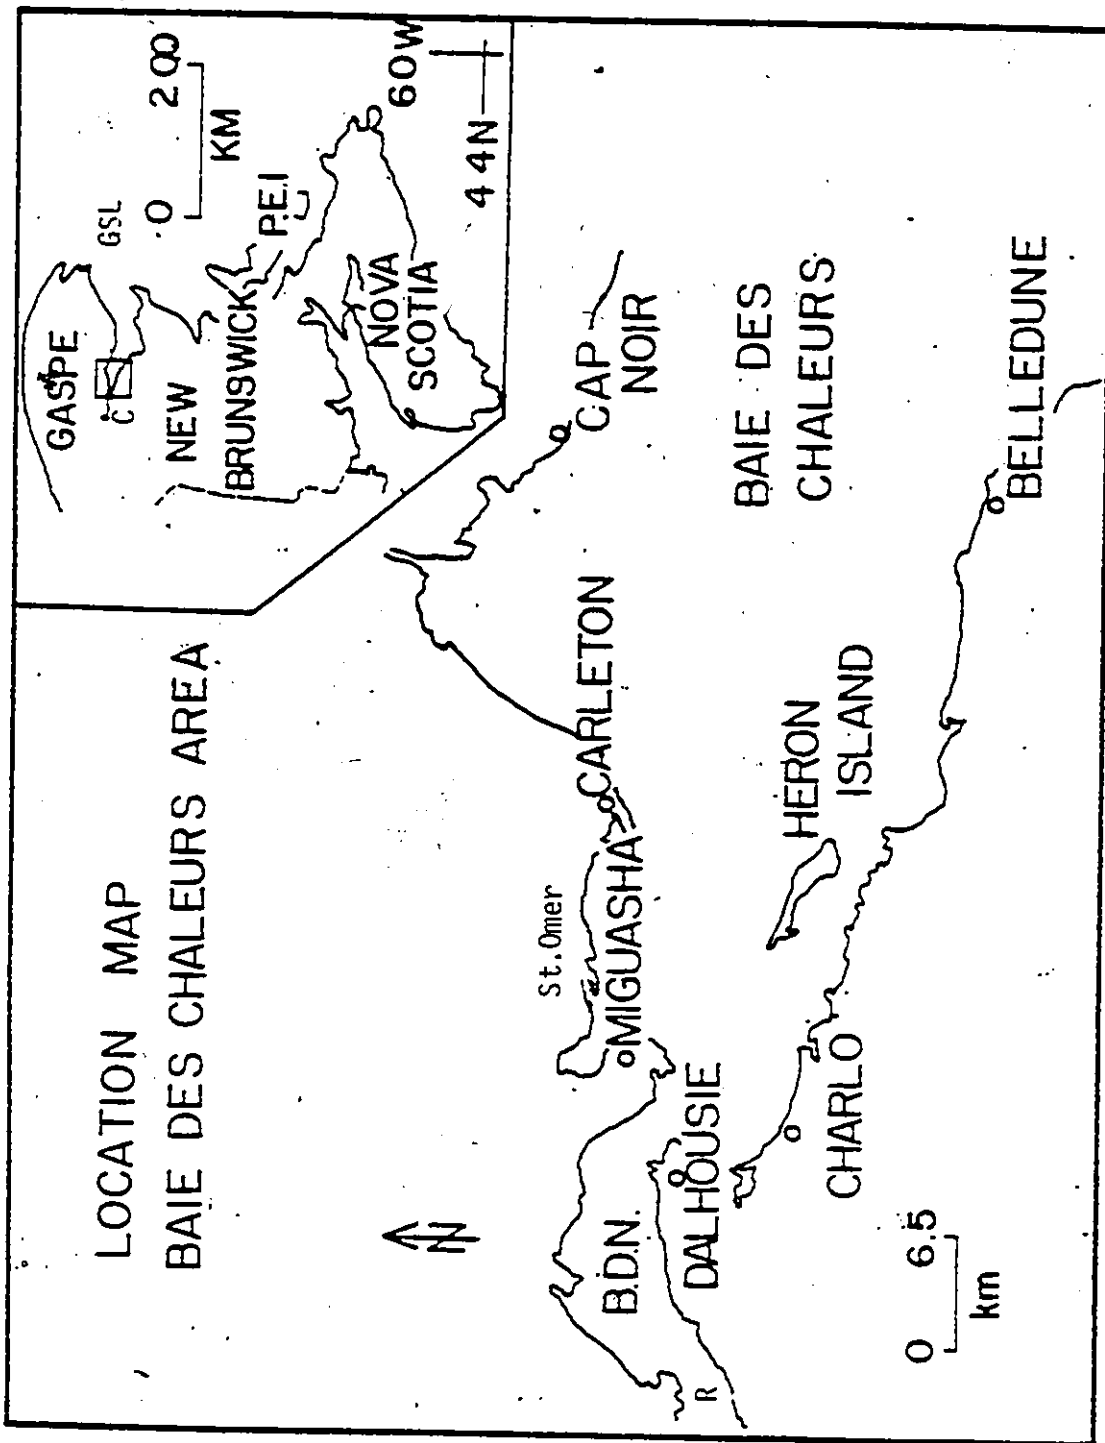 LOCATION MAP
BAIE DES CHALEURS AREA
GASPE
GSL
C
NEW
BRUNSWICK
P.E.I
0 200
KM
NOVA
SCOTIA
60W
44N
N
CAP
NOIR
CARLETON
St.Omer
MIGUASHA
B.D.N.
DALHOUSIE
R
BAIE DES
CHALEURS
HERON
ISLAND
CHARLO
BELLEDUNE
0 6.5
km